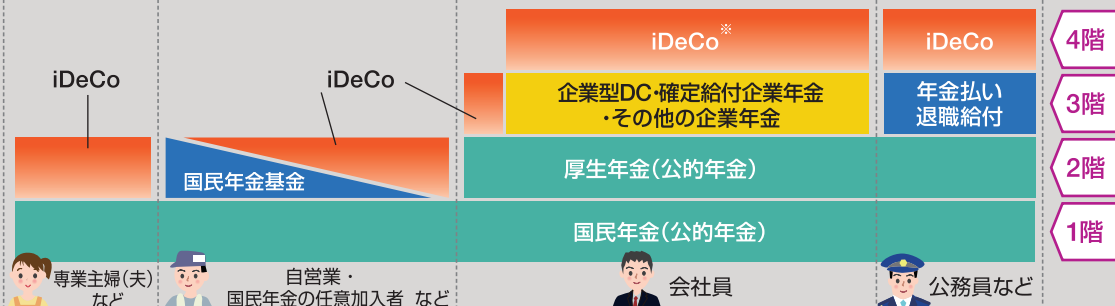 iDeCo※
iDeCo
4階
iDeCo
iDeCo
企業型DC・確定給付企業年金
・その他の企業年金
年金払い
退職給付
3階
国民年金基金
厚生年金（公的年金）
2階
国民年金（公的年金）
1階
専業主婦（夫）
など
自営業・
国民年金の任意加入者 など
会社員
公務員など